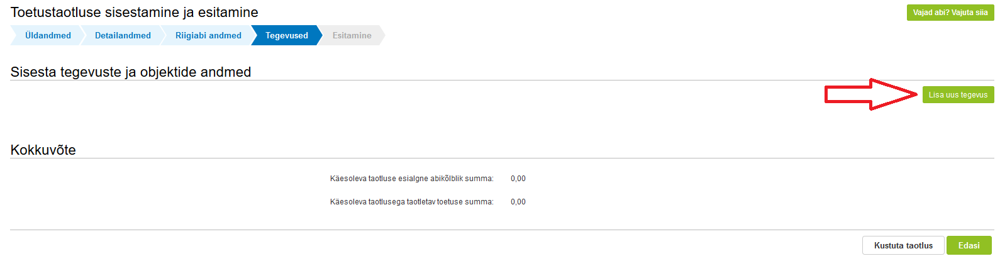 Toetustaotluse sisestamine ja esitamine
Vajad abi? Vajuta siia
Üldandmed Detailandmed Riigiabi andmed Tegevused Esitamine
Sisesta tegevuste ja objektide andmed
Lisa uus tegevus
Kokkuvõte
Käesoleva taotluse esialgne abikõlblik summa: 0,00
Käesoleva taotlusega taotletav toetuse summa: 0,00
Kustuta taotlus Edasi